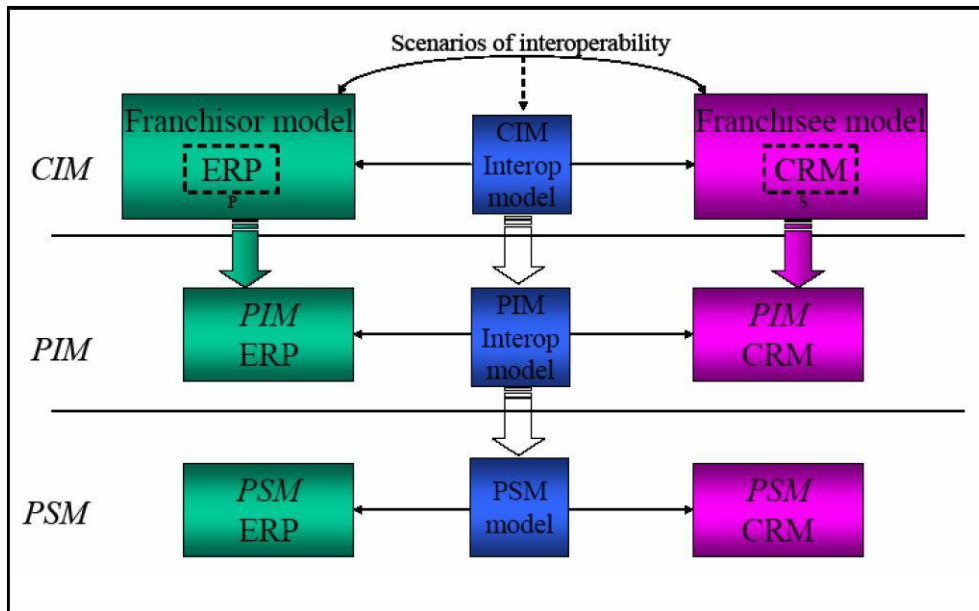 Scenarios of interoperability
Franchisor model
ERP
P
CIM
Interop
model
Franchisee model
CRM
S
CIM
PIM
ERP
PIM
Interop
model
PIM
CRM
PIM
PSM
ERP
PSM
model
PSM
CRM
PSM